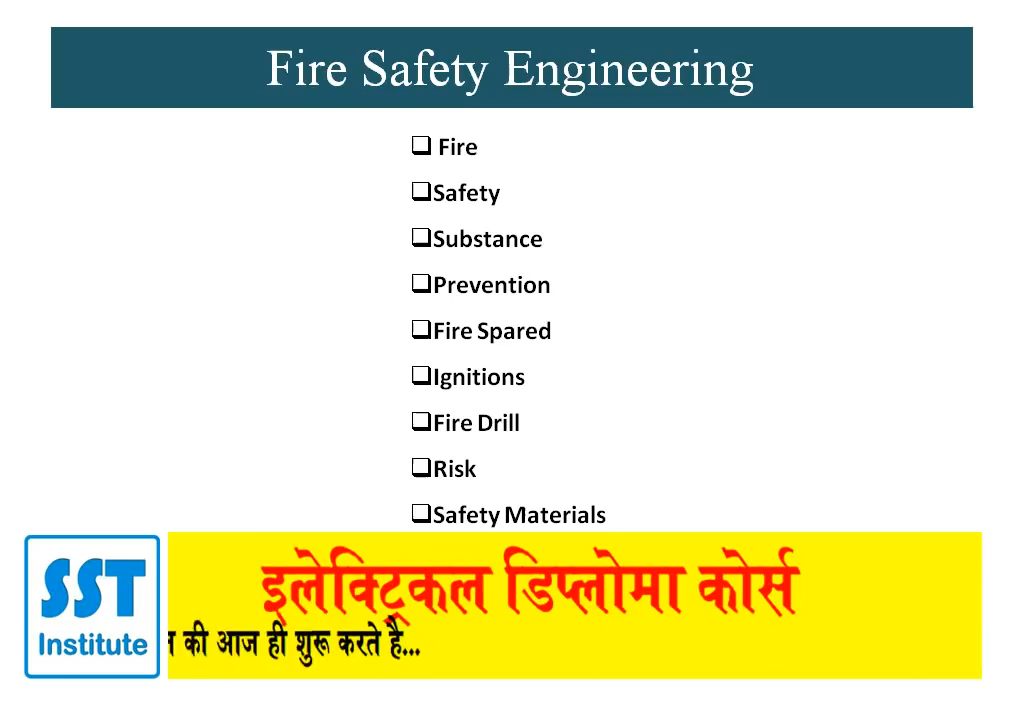 Fire Safety Engineering
Fire
Safety
Substance
Prevention
Fire Spared
Ignitions
Fire Drill
Risk
Safety Materials
SST
Institute
इलेक्ट्रिकल डिप्लोमा कोर्स
की आज ही शुरू करते है...